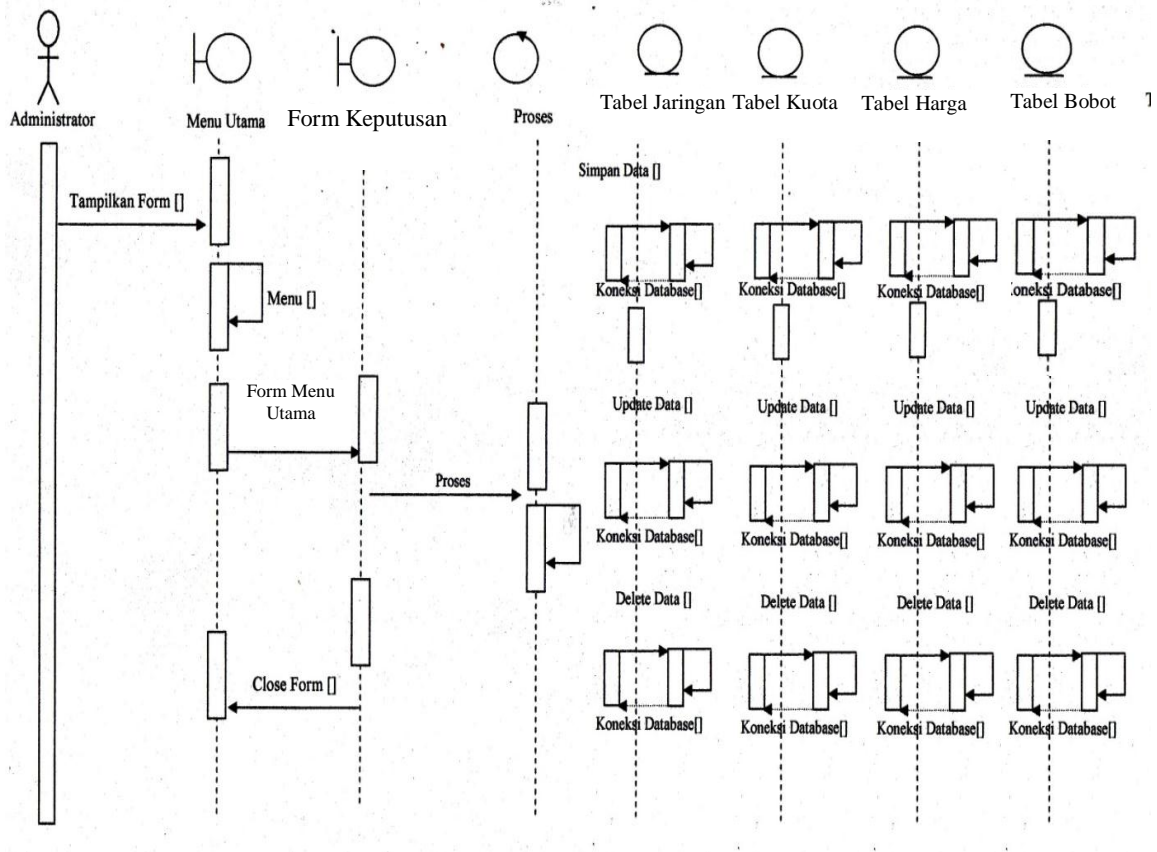 Administrator
Menu Utama
Form Keputusan
Proses
Tabel Jaringan
Tabel Kuota
Tabel Harga
Tabel Bobot
T
Simpan Data []
Tampilkan Form []
Menu []
Koneksi Database[]
Koneksi Database[]
Koneksi Database[]
Koneksi Database[]
Form Menu
Utama
Update Data []
Update Data []
Update Data []
Update Data []
Proses
Koneksi Database[]
Koneksi Database[]
Koneksi Database[]
Koneksi Database[]
Delete Data []
Delete Data []
Delete Data []
Delete Data []
Close Form []
Koneksi Database[]
Koneksi Database[]
Koneksi Database[]
Koneksi Database[]